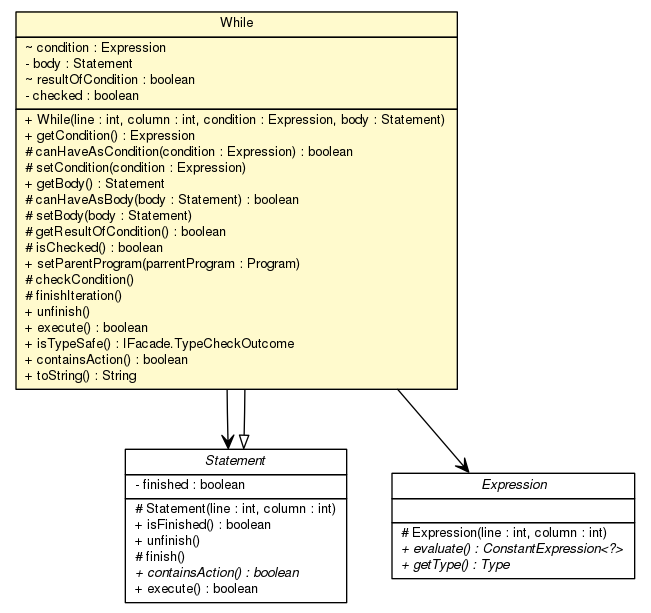 While
~ condition : Expression
- body : Statement
~ resultOfCondition : boolean
- checked : boolean
+ While(line : int, column : int, condition : Expression, body : Statement)
+ getCondition() : Expression
# canHaveAsCondition(condition : Expression) : boolean
# setCondition(condition : Expression)
+ getBody() : Statement
# canHaveAsBody(body : Statement) : boolean
# setBody(body : Statement)
# getResultOfCondition() : boolean
# isChecked() : boolean
+ setParentProgram(parrentProgram : Program)
# checkCondition()
# finishIteration()
+ unfinish()
+ execute() : boolean
+ isTypeSafe() : IFacade.TypeCheckOutcome
+ containsAction() : boolean
+ toString() : String
Statement
- finished : boolean
# Statement(line : int, column : int)
+ isFinished() : boolean
+ unfinish()
# finish()
+ containsAction() : boolean
+ execute() : boolean
Expression
# Expression(line : int, column : int)
+ evaluate() : ConstantExpression<?>
+ getType() : Type